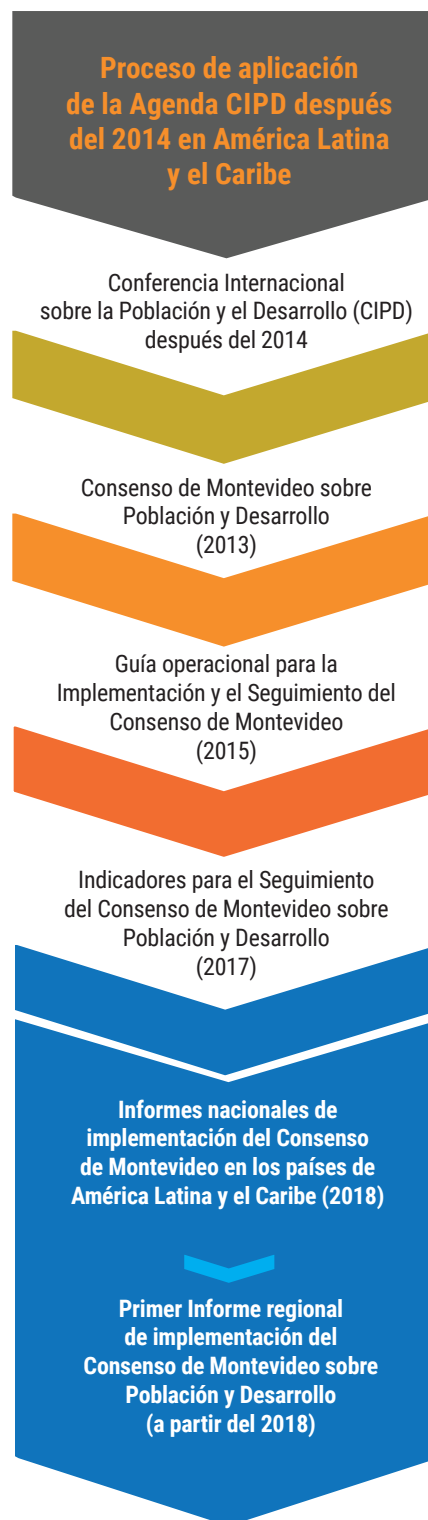 Proceso de aplicación
de la Agenda CIPD después
del 2014 en América Latina
y el Caribe
Conferencia Internacional
sobre la Población y el Desarrollo (CIPD)
después del 2014
Consenso de Montevideo sobre
Población y Desarrollo
(2013)
Guía operacional para la
Implementación y el Seguimiento del
Consenso de Montevideo
(2015)
Indicadores para el Seguimiento
del Consenso de Montevideo sobre
Población y Desarrollo
(2017)
Informes nacionales de
implementación del Consenso
de Montevideo en los países de
América Latina y el Caribe (2018)
Primer Informe regional
de implementación del
Consenso de Montevideo sobre
Población y Desarrollo
(a partir del 2018)